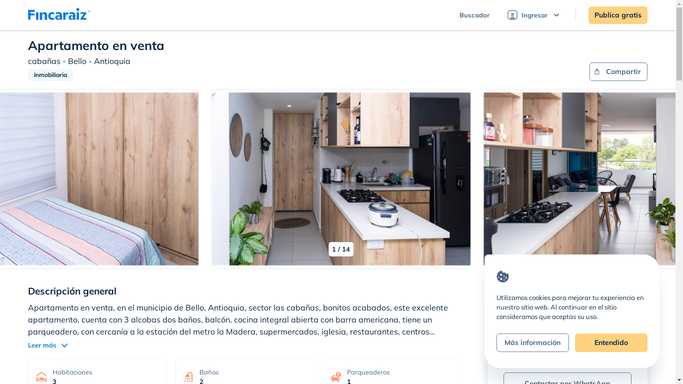 Fincaraiz
Buscador
Ingresar
Publica gratis
Apartamento en venta
cabañas - Bello - Antioquia
Inmobiliaria
Compartir
1 / 14
Descripción general
Apartamento en venta, en el municipio de Bello, Antioquia, sector las cabañas, bonitos acabados, este excelente
apartamento, cuenta con 3 alcobas dos baños, balcón, cocina integral abierta con barra americana, tiene un
parqueadero, con cercanía a la estación del metro la Madera, supermercados, iglesia, restaurantes, centros...
Leer más
Habitaciones
3
Baños
2
Parqueaderos
1
Utilizamos cookies para mejorar tu experiencia en
nuestro sitio web. Al continuar en el sitio
consideramos que aceptas su uso.
Más información
Entendido
Contactar por WhatsApp